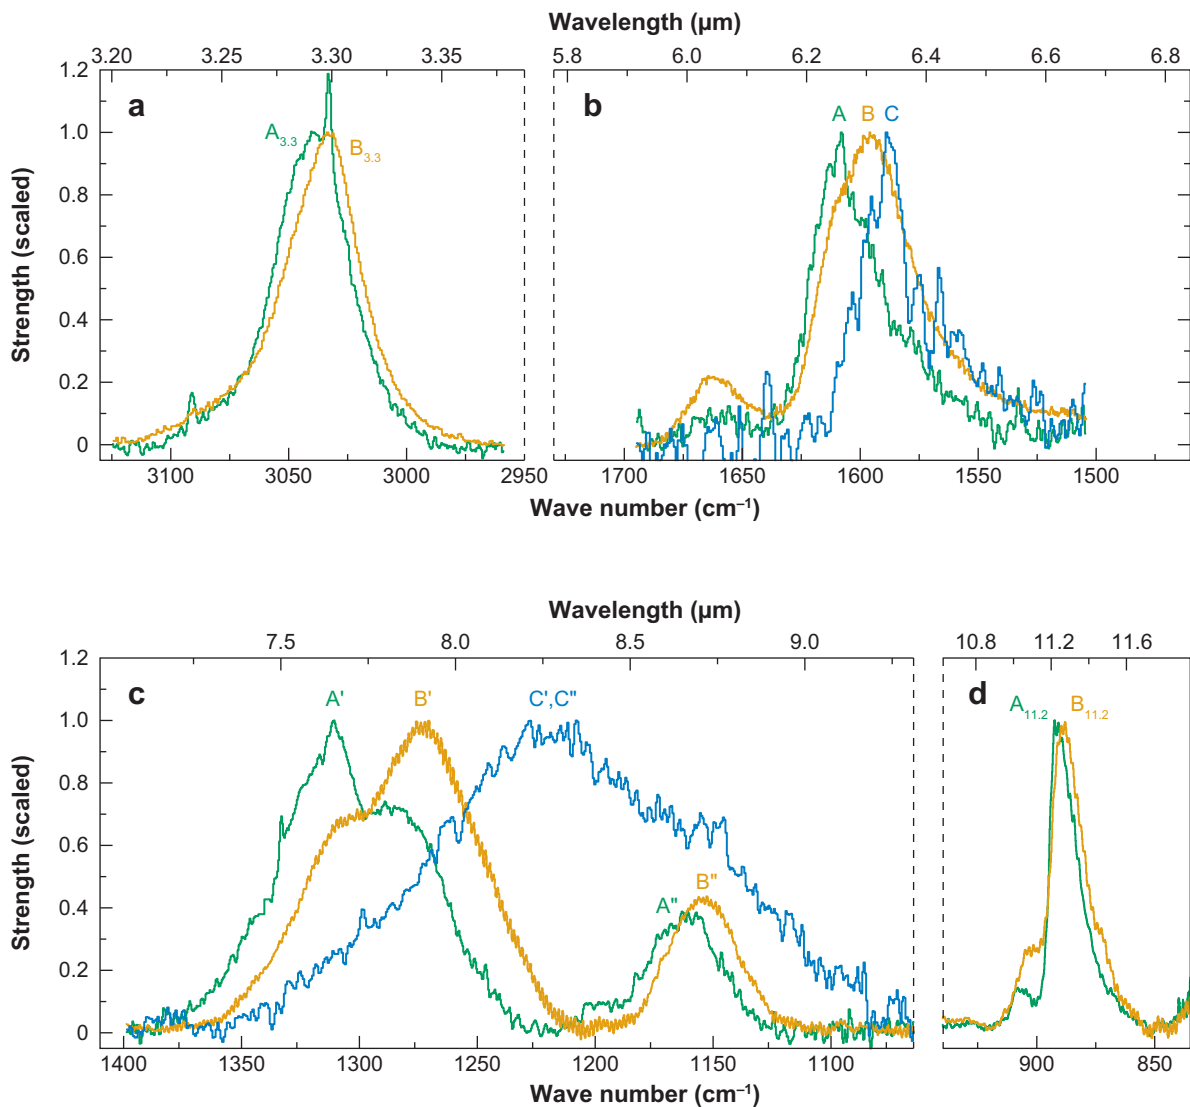 Wavelength (µm)
3.20 3.25 3.30 3.35 5.8 6.0 6.2 6.4 6.6 6.8
1.2
1.0
0.8
0.6
0.4
0.2
0
Strength (scaled)
a
A3.3
B3.3
b
A B C
3100 3050 3000 2950 1700 1650 1600 1550 1500
Wave number (cm–1)
Wavelength (µm)
7.5 8.0 8.5 9.0 10.8 11.2 11.6
1.2
1.0
0.8
0.6
0.4
0.2
0
Strength (scaled)
c
A' B' C',C"
A" B"
d
A11.2 B11.2
1400 1350 1300 1250 1200 1150 1100 900 850
Wave number (cm–1)